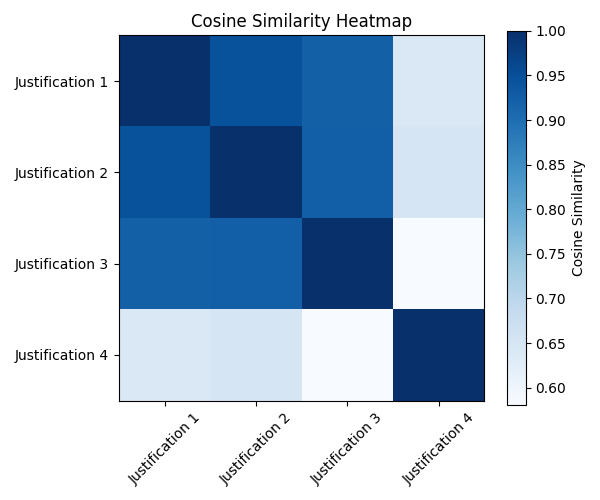 Cosine Similarity Heatmap
Justification 1
Justification 2
Justification 3
Justification 4
Justification 1
Justification 2
Justification 3
Justification 4
1.00
0.95
0.90
0.85
0.80
0.75
0.70
0.65
0.60
Cosine Similarity